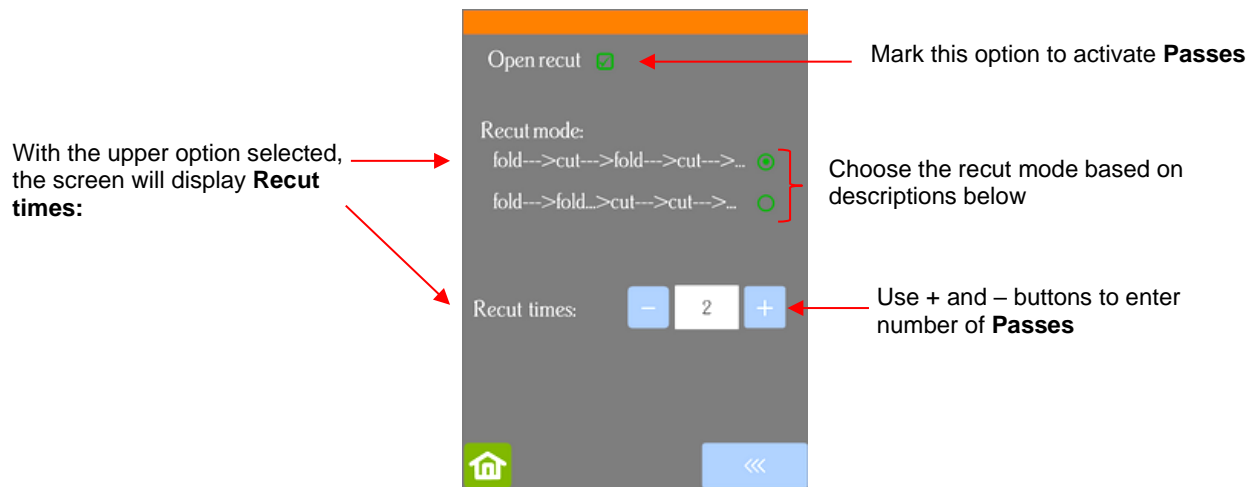 Open recut
Mark this option to activate Passes
With the upper option selected,
the screen will display Recut
times:
Recut mode:
fold--->cut--->fold--->cut--->...
fold--->fold...>cut--->cut--->...
Choose the recut mode based on
descriptions below
Recut times:
− 2 +
Use + and – buttons to enter
number of Passes
<<<